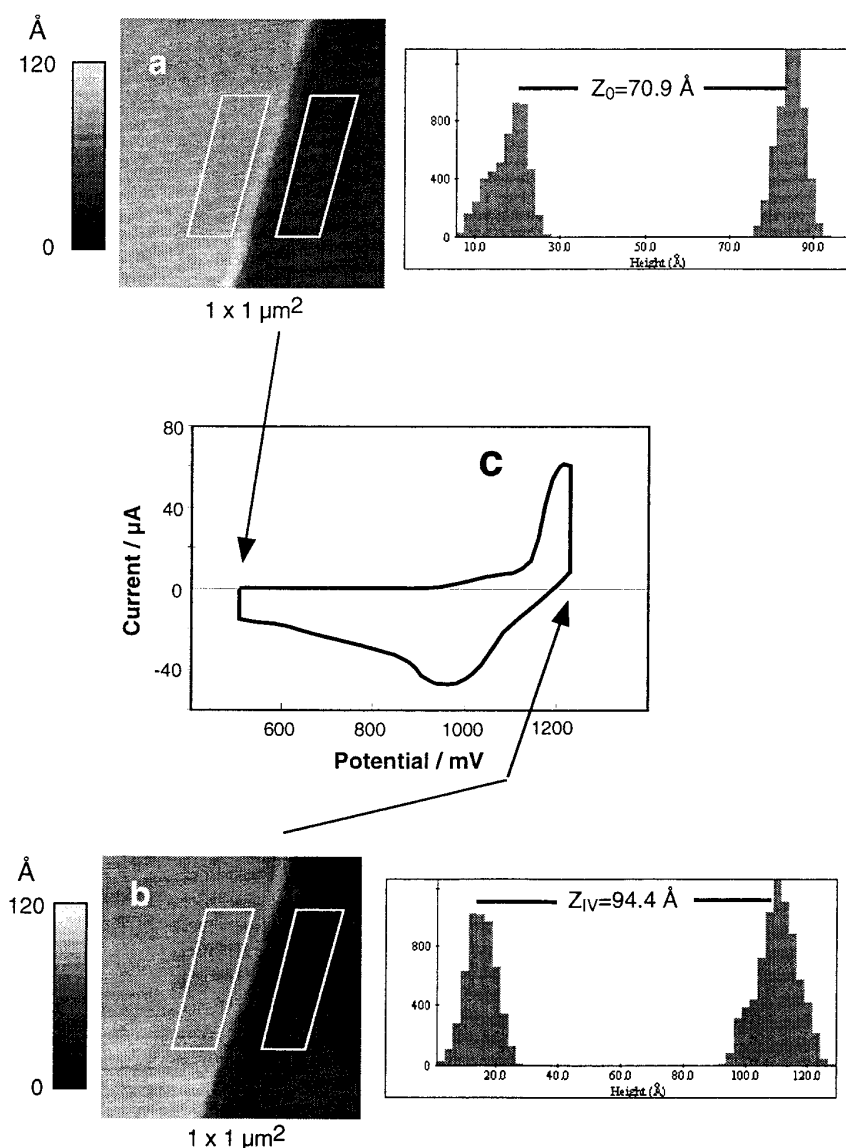 Å
120
0
a
1 x 1 µm2
Z0=70.9 Å
800
400
0
10.0 30.0 50.0 70.0 90.0
Height (Å)
C
80
40
0
-40
Current / µA
600 800 1000 1200
Potential / mV
Å
120
0
b
1 x 1 µm2
ZIV=94.4 Å
800
400
0
20.0 40.0 60.0 80.0 100.0 120.0
Height (Å)